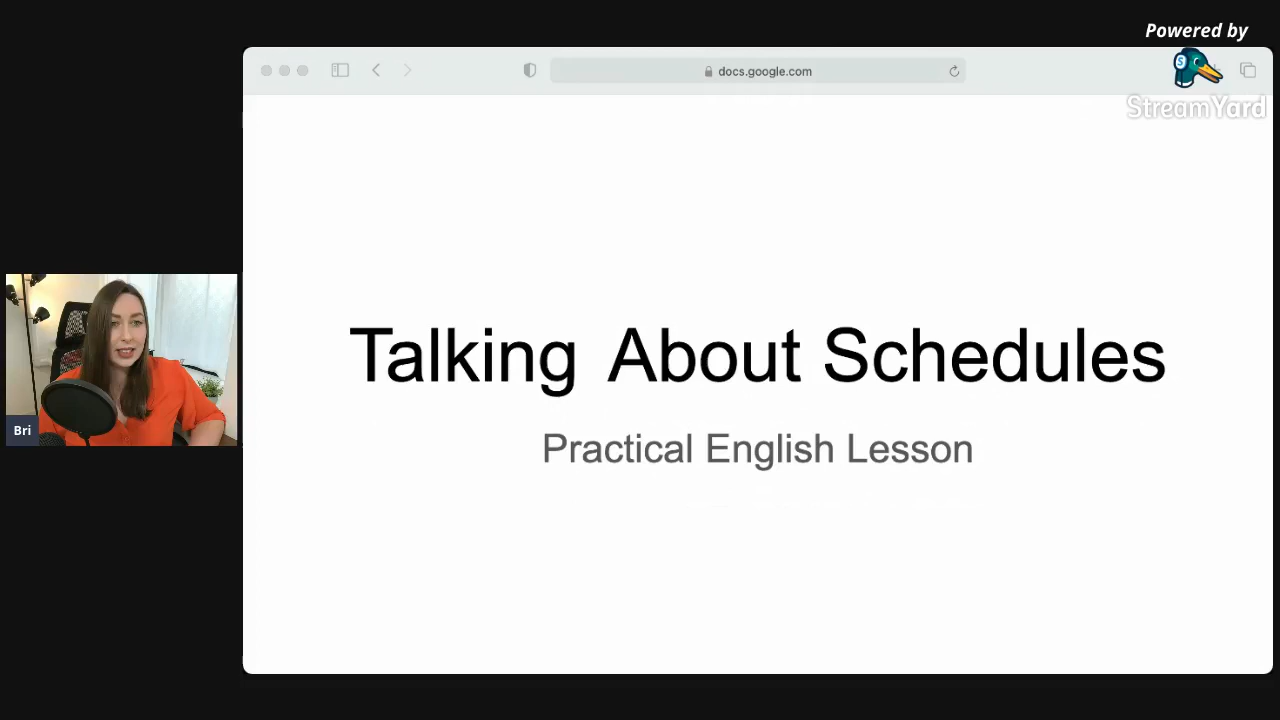 Powered by
docs.google.com
StreamYard
Talking About Schedules
Practical English Lesson
Bri